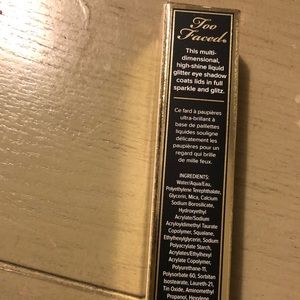 Too
Faced®
This multi-
dimensional,
high-shine liquid
glitter eye shadow
coats lids in full
sparkle and glitz.
Ce fard à paupières
ultra-brillant à
base de paillettes
liquides souligne
délicatement les
paupières pour un
regard qui brille
de mille feux.
INGREDIENTS:
Water/Aqua/Eau,
Polyethylene Terephthalate,
Glycerin, Mica, Calcium
Sodium Borosilicate,
Hydroxyethyl
Acrylate/Sodium
Acryloyldimethyl Taurate
Copolymer, Squalane,
Ethylhexylglycerin, Sodium
Polyacrylate Starch,
Acrylates/Ethylhexyl
Acrylate Copolymer,
Polyurethane-11,
Polysorbate 60, Sorbitan
Isostearate, Laureth-21,
Tin Oxide, Aminomethyl
Propanol, Hexylene